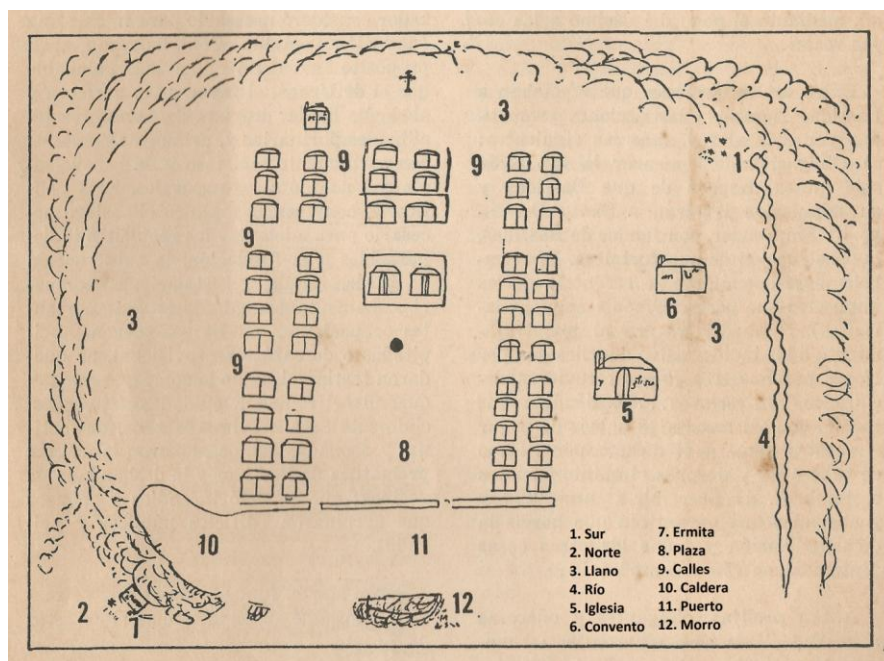 3
9
9
1
9
6
3
3
9
5
8
4
10
11
2
12
1. Sur
2. Norte
3. Llano
4. Río
5. Iglesia
6. Convento
7. Ermita
8. Plaza
9. Calles
10. Caldera
11. Puerto
12. Morro